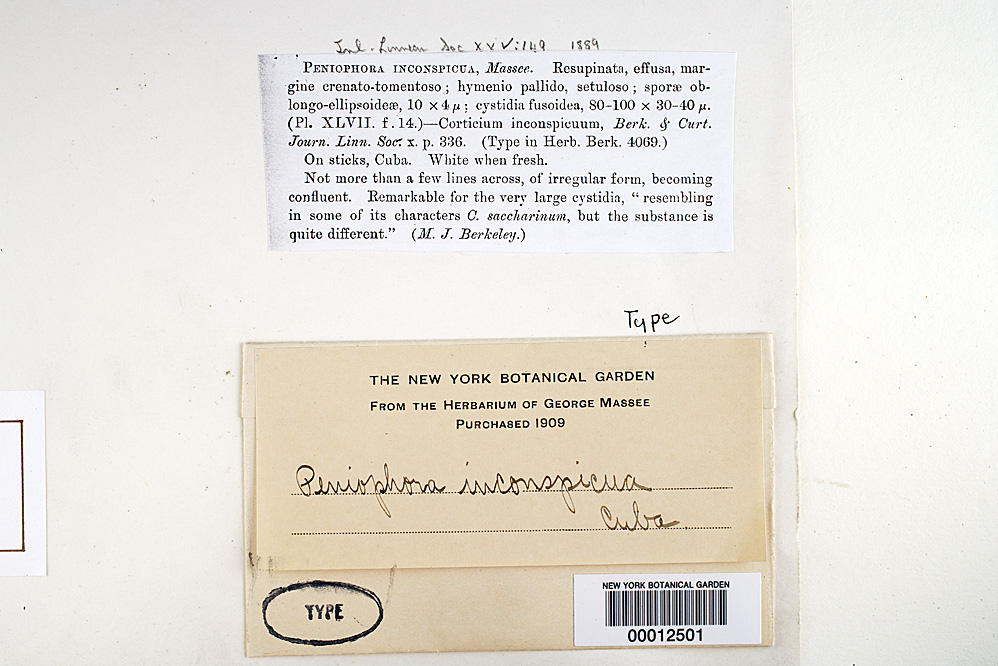 Jnl. Linnean Soc XXV: 149 1889
PENIOPHORA INCONSPICUA, Massee. Resupinata, effusa, mar-
gine crenato-tomentoso; hymenio pallido, setuloso; sporæ ob-
longo-ellipsoideæ, 10 × 4 μ; cystidia fusoidea, 80-100 × 30-40 μ.
(Pl. XLVII. f. 14.)—Corticium inconspicuum, Berk. & Curt.
Journ. Linn. Soc. x. p. 336. (Type in Herb. Berk. 4069.)
On sticks, Cuba. White when fresh.
Not more than a few lines across, of irregular form, becoming
confluent. Remarkable for the very large cystidia, “resembling
in some of its characters C. saccharinum, but the substance is
quite different.” (M. J. Berkeley.)
Type
THE NEW YORK BOTANICAL GARDEN
FROM THE HERBARIUM OF GEORGE MASSEE
PURCHASED 1909
Peniophora inconspicua
Cuba
TYPE
NEW YORK BOTANICAL GARDEN
00012501